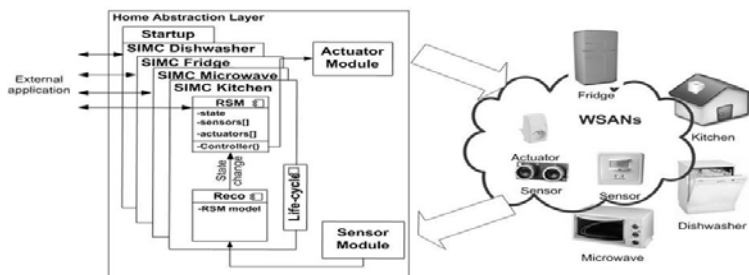 Home Abstraction Layer
Startup
SIMC Dishwasher
SIMC Fridge
SIMC Microwave
SIMC Kitchen
RSM
-state
-sensors[]
-actuators[]
-Controller()
State
change
Reco
-RSM model
Life-cycle
Actuator
Module
Sensor
Module
External
application
Fridge
WSANs
Kitchen
Actuator
Sensor
Sensor
Dishwasher
Microwave